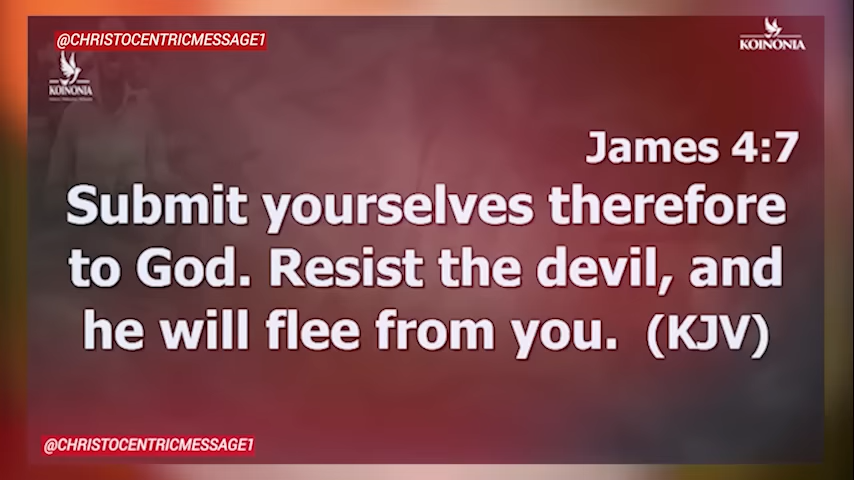 @CHRISTOCENTRICMESSAGE1
KOINONIA
KOINONIA
James 4:7
Submit yourselves therefore
to God. Resist the devil, and
he will flee from you. (KJV)
@CHRISTOCENTRICMESSAGE1